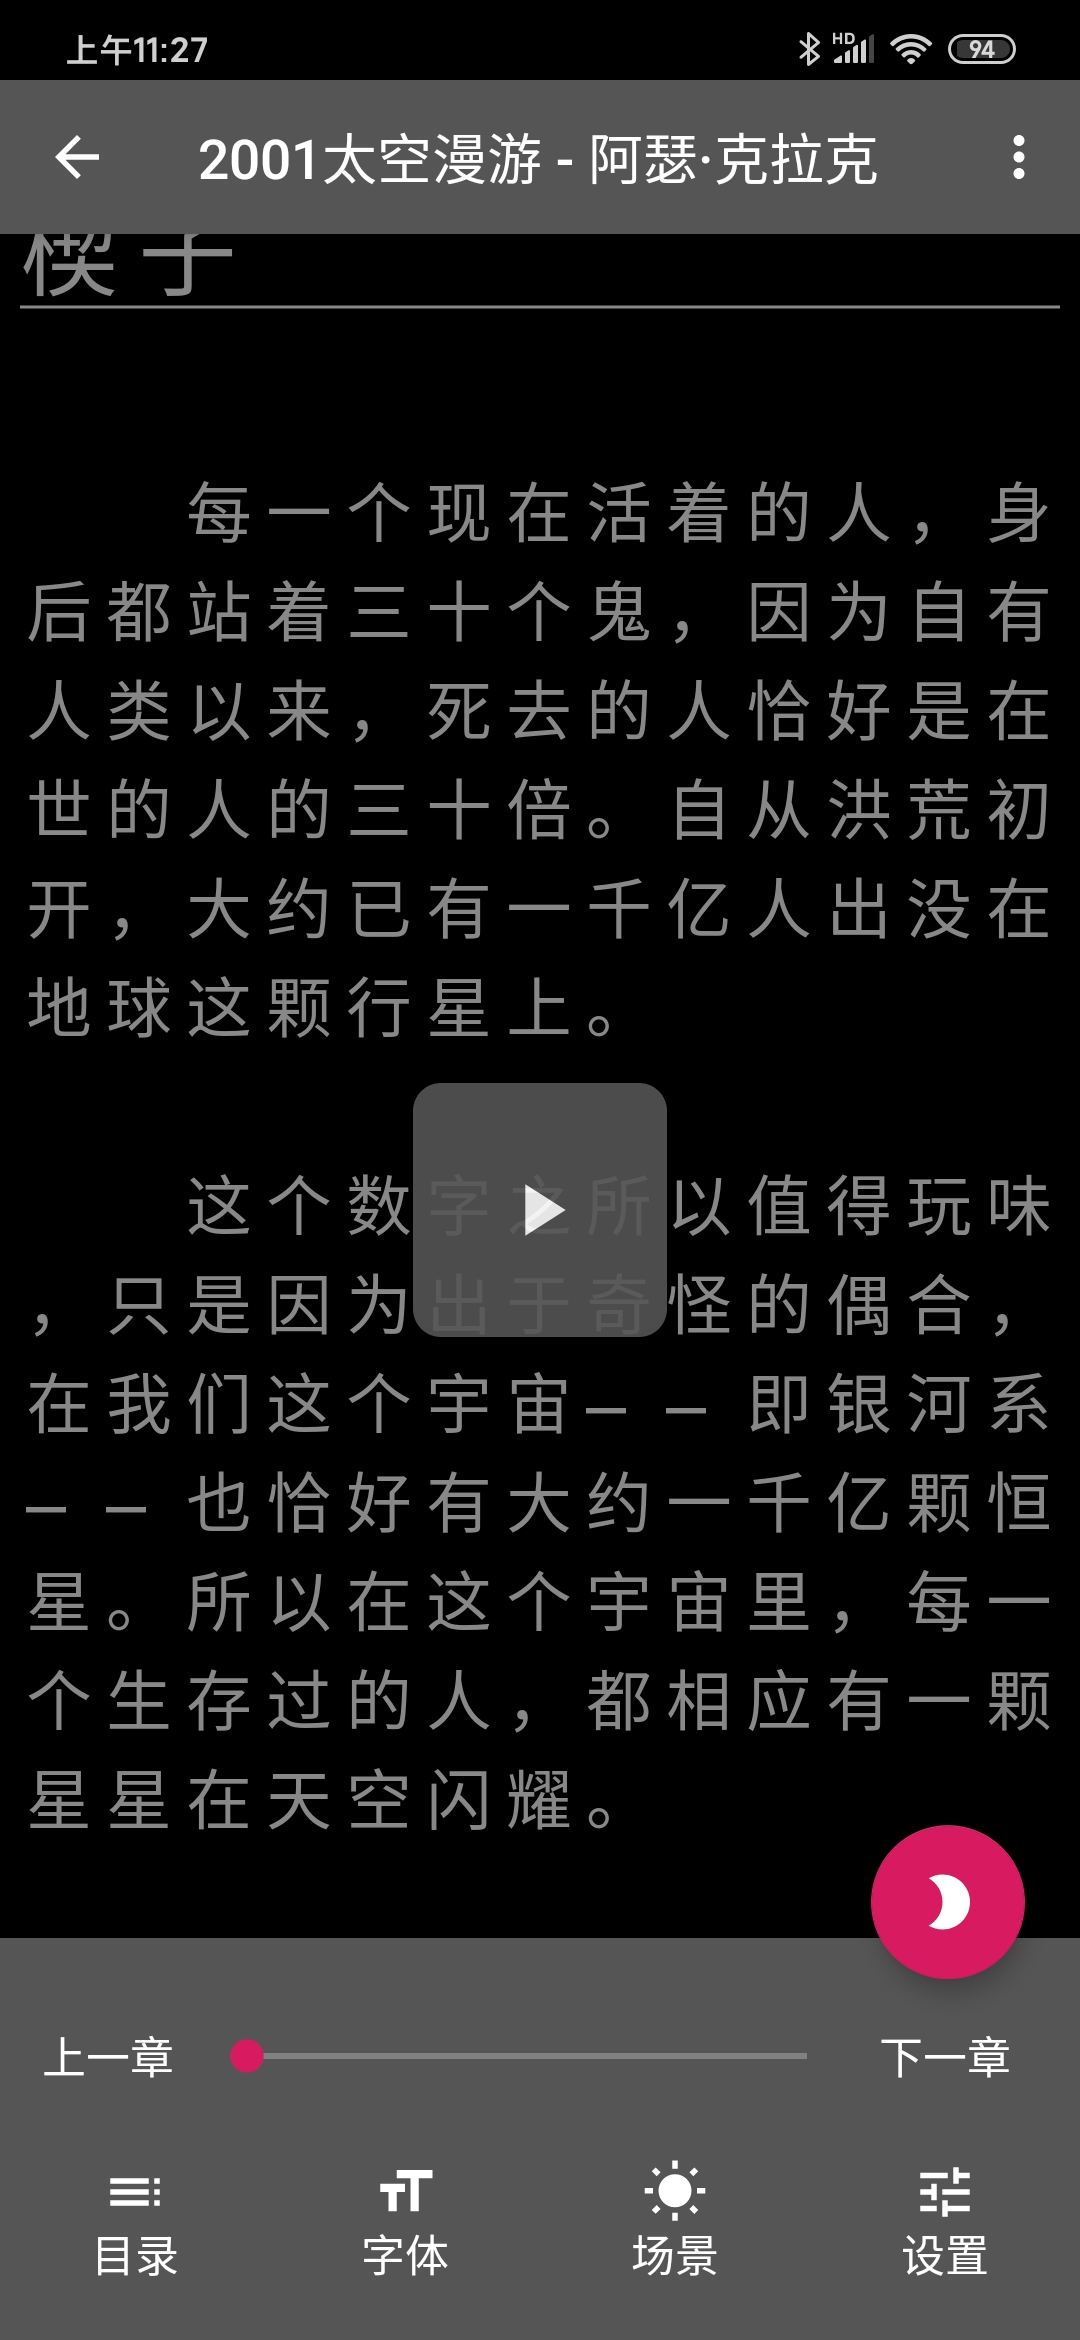 上午11:27
HD
94
2001太空漫游 - 阿瑟·克拉克
楔子
每一个现在活着的人，身
后都站着三十个鬼，因为自有
人类以来，死去的人恰好是在
世的人的三十倍。自从洪荒初
开，大约已有一千亿人出没在
地球这颗行星上。
这个数字之所以值得玩味
，只是因为出于奇怪的偶合，
在我们这个宇宙－－即银河系
－－也恰好有大约一千亿颗恒
星。所以在这个宇宙里，每一
个生存过的人，都相应有一颗
星星在天空闪耀。
上一章
下一章
目录
字体
场景
设置